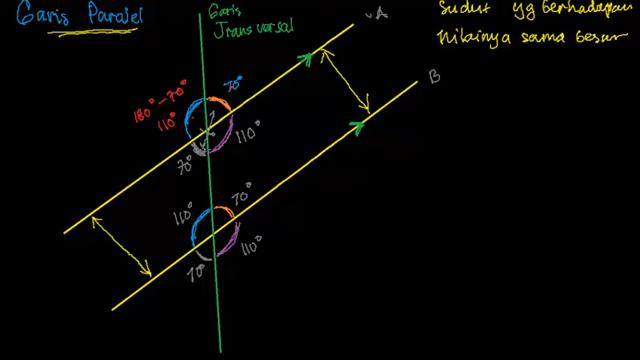 Garis Paralel
Garis
Transversal
A
Sudut yg berhadapan
nilainya sama besar
B
70°
180° - 70°
110°
110°
70°
110°
70°
110°
70°